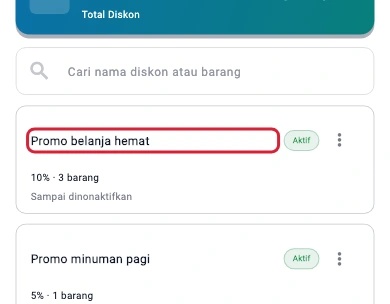 Total Diskon
Cari nama diskon atau barang
Promo belanja hemat
Aktif
10% · 3 barang
Sampai dinonaktifkan
Promo minuman pagi
Aktif
5% · 1 barang